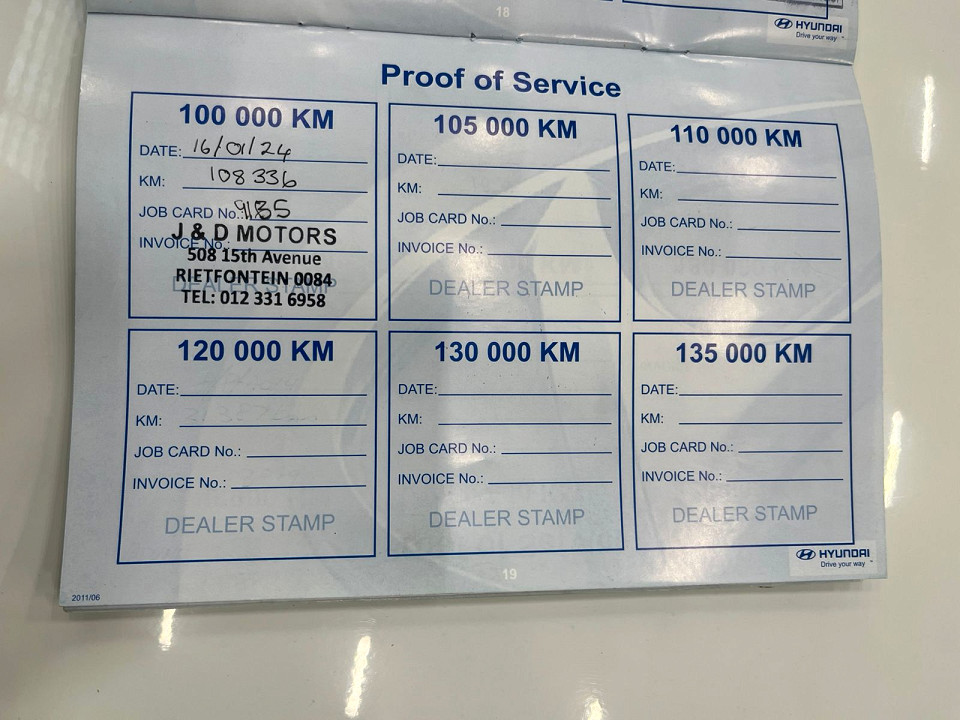 18
HYUNDAI
Drive your way
Proof of Service
100 000 KM
DATE: 16/01/24
KM: 108 336
JOB CARD No.: 9185
INVOICE No.:
DEALER STAMP
J & D MOTORS
508 15th Avenue
RIETFONTEIN 0084
TEL: 012 331 6958
105 000 KM
DATE:
KM:
JOB CARD No.:
INVOICE No.:
DEALER STAMP
110 000 KM
DATE:
KM:
JOB CARD No.:
INVOICE No.:
DEALER STAMP
120 000 KM
DATE:
KM:
JOB CARD No.:
INVOICE No.:
DEALER STAMP
130 000 KM
DATE:
KM:
JOB CARD No.:
INVOICE No.:
DEALER STAMP
135 000 KM
DATE:
KM:
JOB CARD No.:
INVOICE No.:
DEALER STAMP
HYUNDAI
Drive your way
19
2011/06